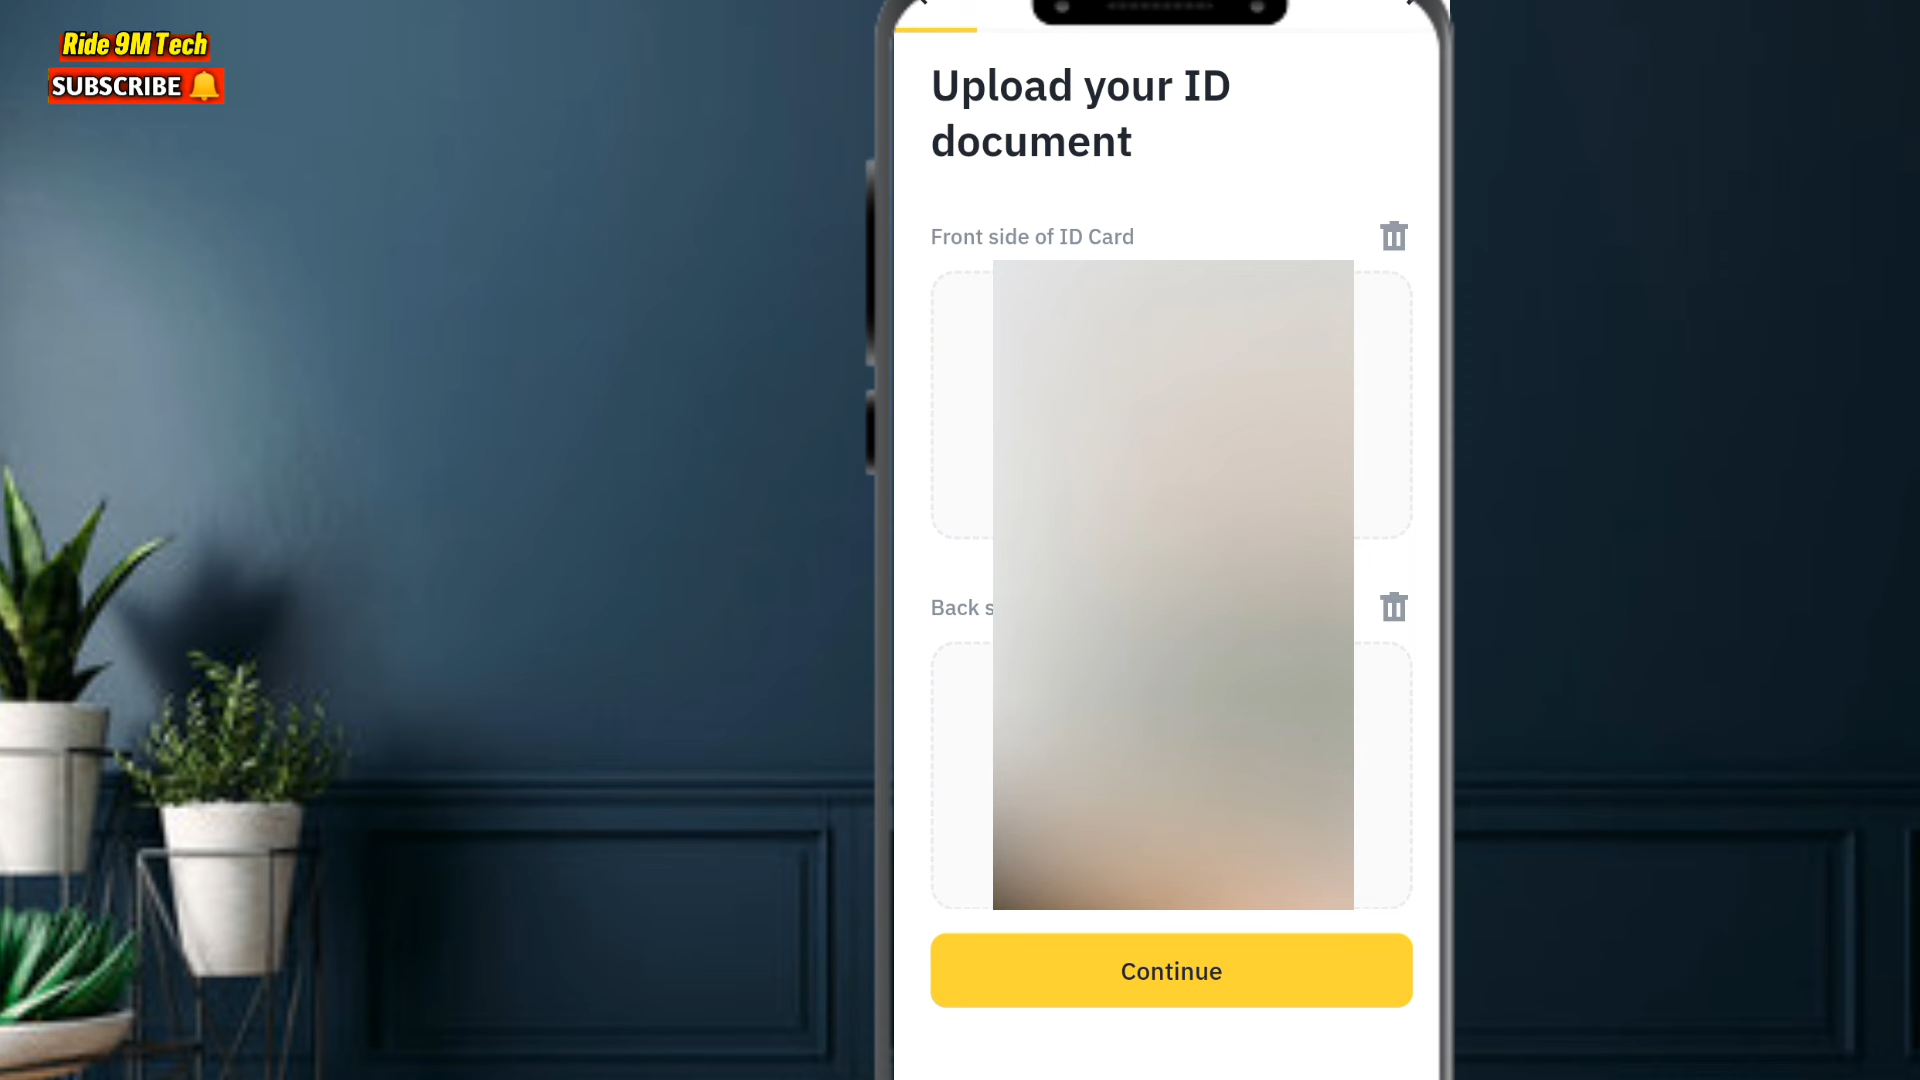 Ride 9M Tech
SUBSCRIBE
Upload your ID
document
Front side of ID Card
Back s
Continue